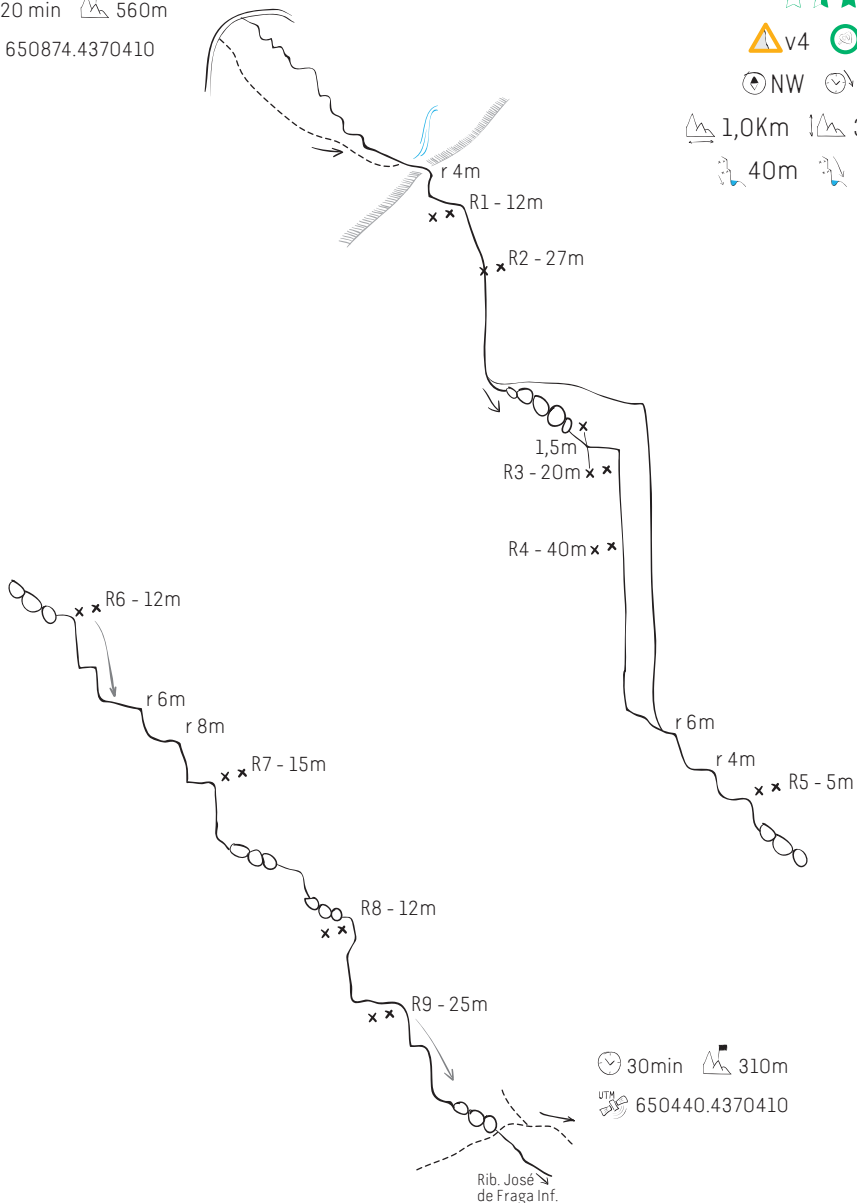 20 min 560m
650874.4370410
v4
NW
1,0Km
40m
r 4m
R1 - 12m
R2 - 27m
1,5m
R3 - 20m
R4 - 40m
r 6m
r 4m
R5 - 5m
R6 - 12m
r 6m
r 8m
R7 - 15m
R8 - 12m
R9 - 25m
30min 310m
UTM
650440.4370410
Rib. José
de Fraga Inf.